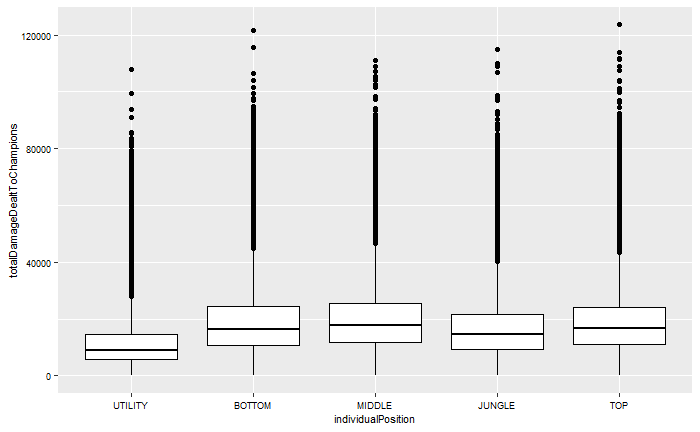 120000
80000
40000
0
totalDamageDealtToChampions
UTILITY BOTTOM MIDDLE JUNGLE TOP
individualPosition